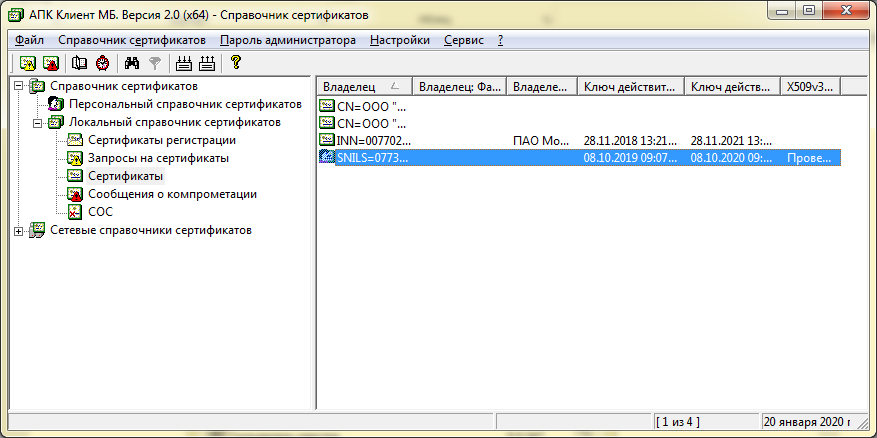 АПК Клиент МБ. Версия 2.0 (x64) - Справочник сертификатов
Файл Справочник сертификатов Пароль администратора Настройки Сервис ?
Справочник сертификатов
Персональный справочник сертификатов
Локальный справочник сертификатов
Сертификаты регистрации
Запросы на сертификаты
Сертификаты
Сообщения о компрометации
СОС
Сетевые справочники сертификатов
Владелец Владелец: Фа... Владеле... Ключ действит... Ключ действ... X509v3...
CN=ООО "...
CN=ООО "...
INN=007702... ПАО Мо... 28.11.2018 13:21... 28.11.2021 13:...
SNILS=0773... 08.10.2019 09:07... 08.10.2020 09:... Прове...
[ 1 из 4 ] 20 января 2020 г